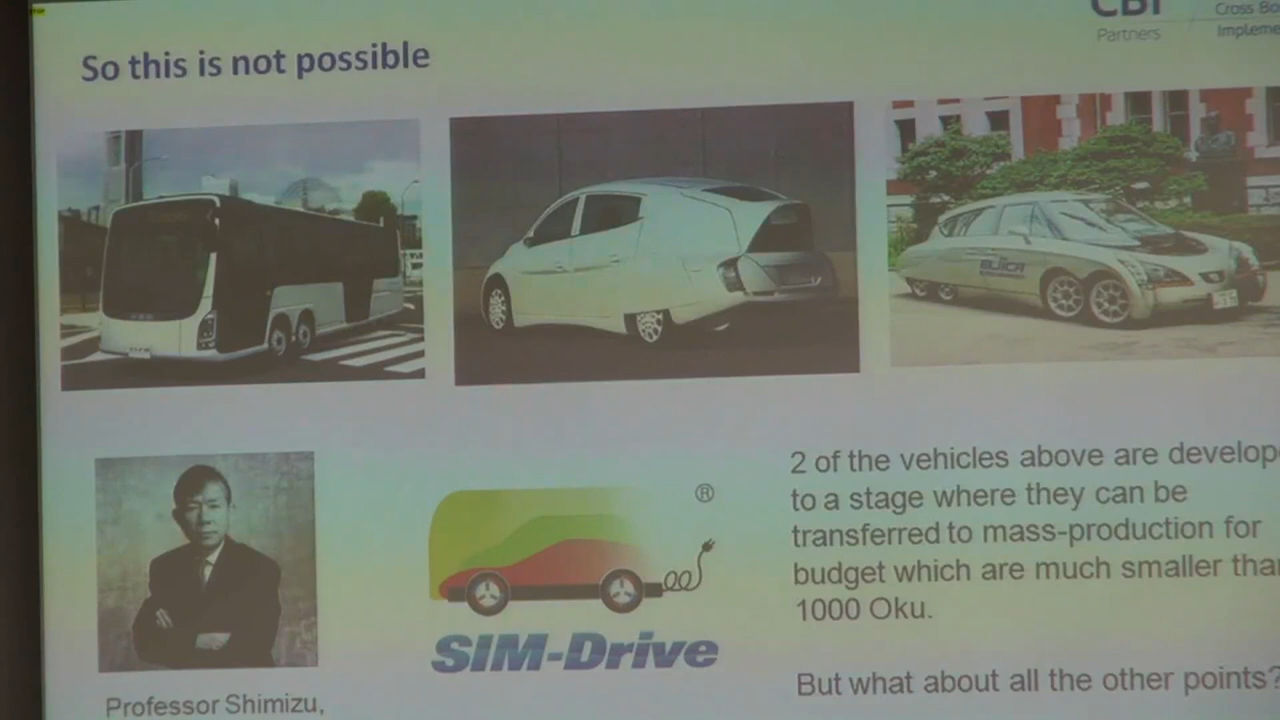 CBI
Partners
Cross Bo
Impleme
So this is not possible
Eliica
2 of the vehicles above are develop
to a stage where they can be
transferred to mass-production for
budget which are much smaller tha
1000 Oku.
®
SIM-Drive
But what about all the other points?
Professor Shimizu,